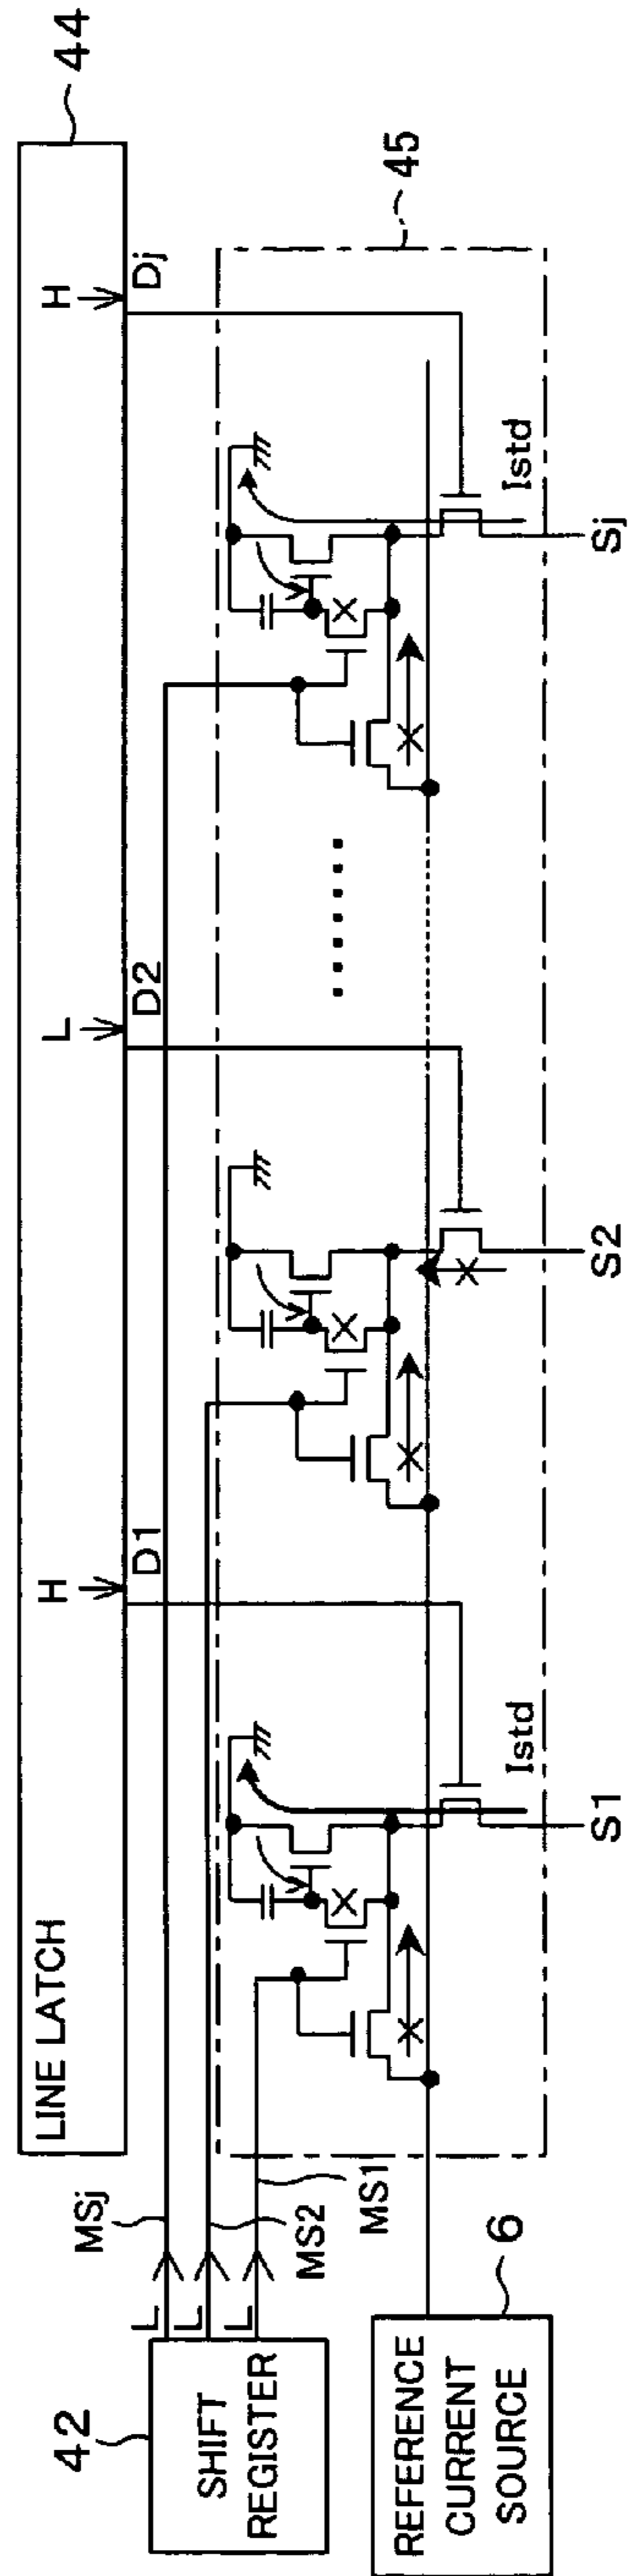 LINE LATCH
44
H
D1
L
D2
H
Dj
MSj
L
L
L
MS2
MS1
42
SHIFT
REGISTER
6
REFERENCE
CURRENT
SOURCE
45
Istd
S1
S2
Istd
Sj